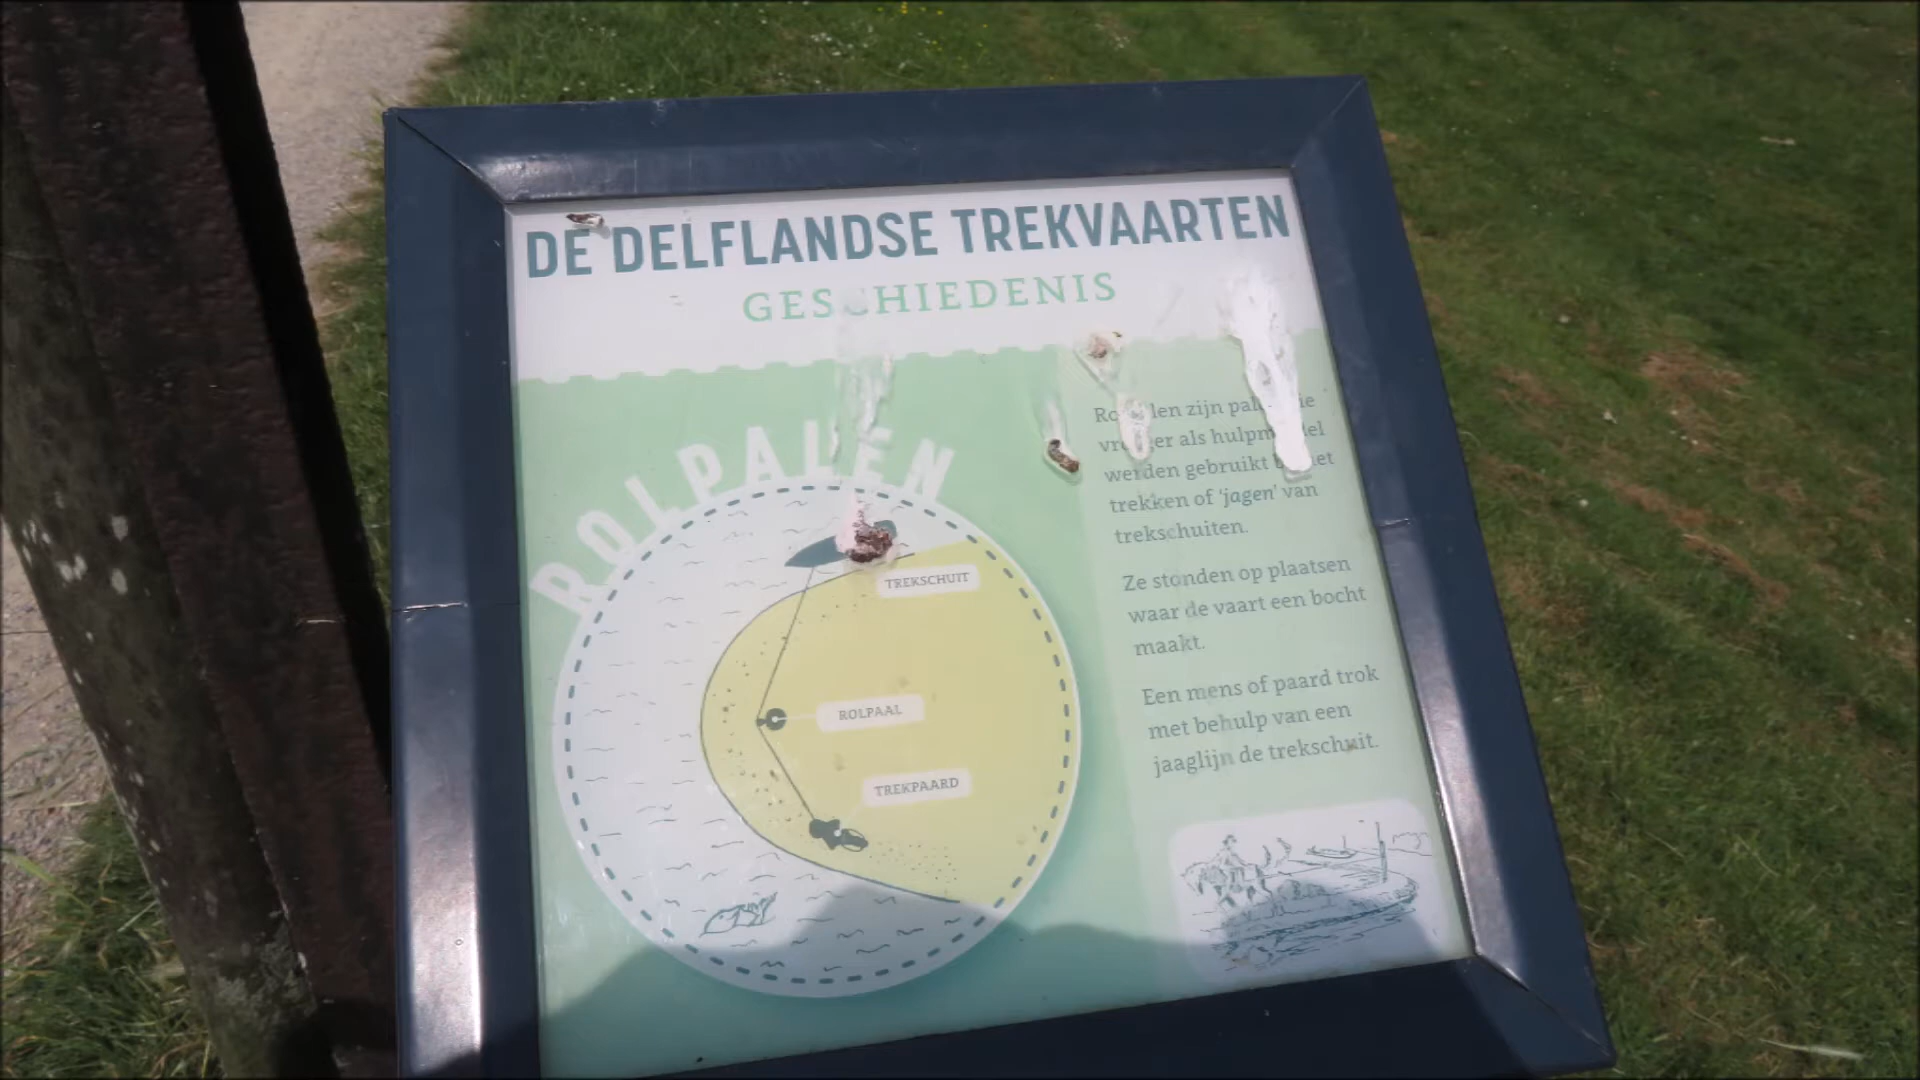 DE DELFLANDSE TREKVAARTEN
GESCHIEDENIS
ROLPALEN
TREKSCHUIT
ROLPAAL
TREKPAARD
zijn
als
werden gebruikt
trekken of ‘jagen’ van
trekschuiten.
Ze stonden op plaatsen
waar de vaart een bocht
maakt.
Een mens of paard trok
met behulp van een
jaaglijn de trekschuit.